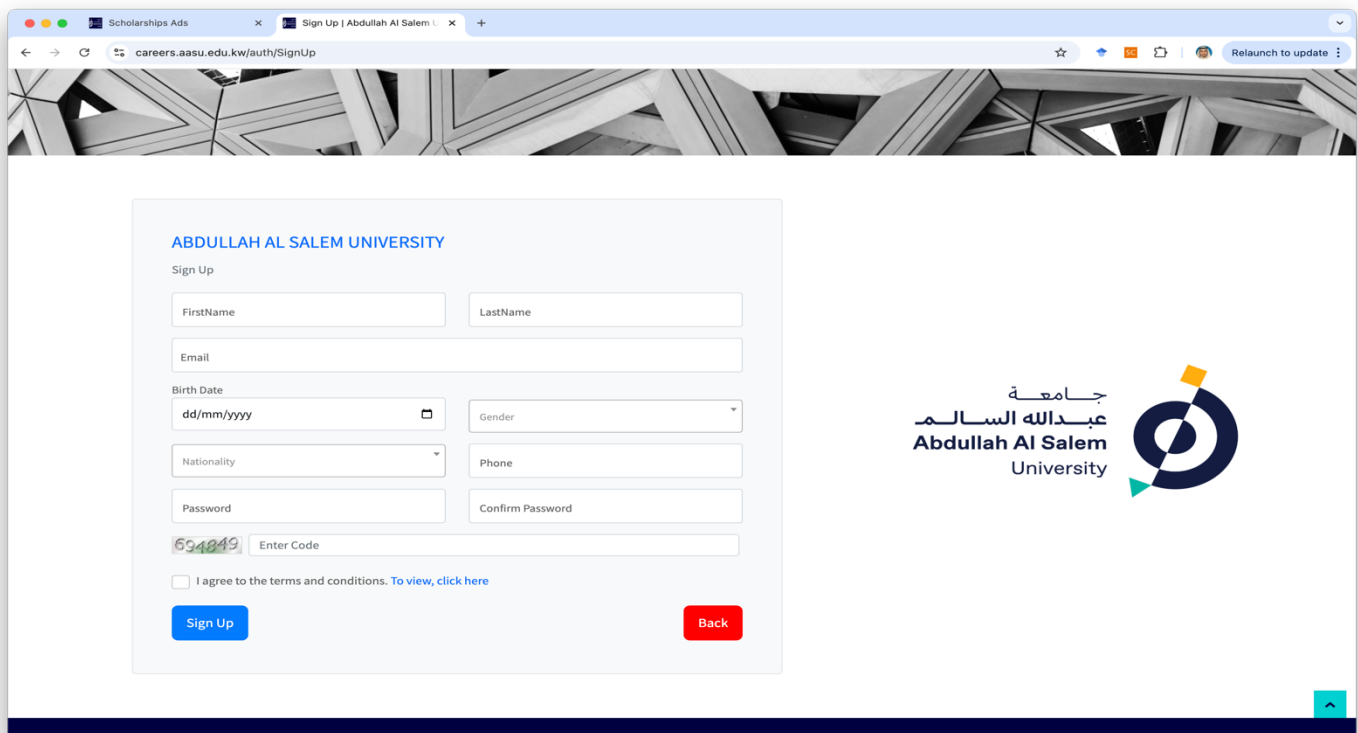 Scholarships Ads
Sign Up | Abdullah Al Salem U
careers.aasu.edu.kw/auth/SignUp
SC
Relaunch to update
ABDULLAH AL SALEM UNIVERSITY
Sign Up
FirstName
LastName
Email
Birth Date
dd/mm/yyyy
Gender
Nationality
Phone
Password
Confirm Password
694849
Enter Code
I agree to the terms and conditions. To view, click here
Sign Up
Back
جـــامعـــة
عبـــدالله الســـالـــم
Abdullah Al Salem
University